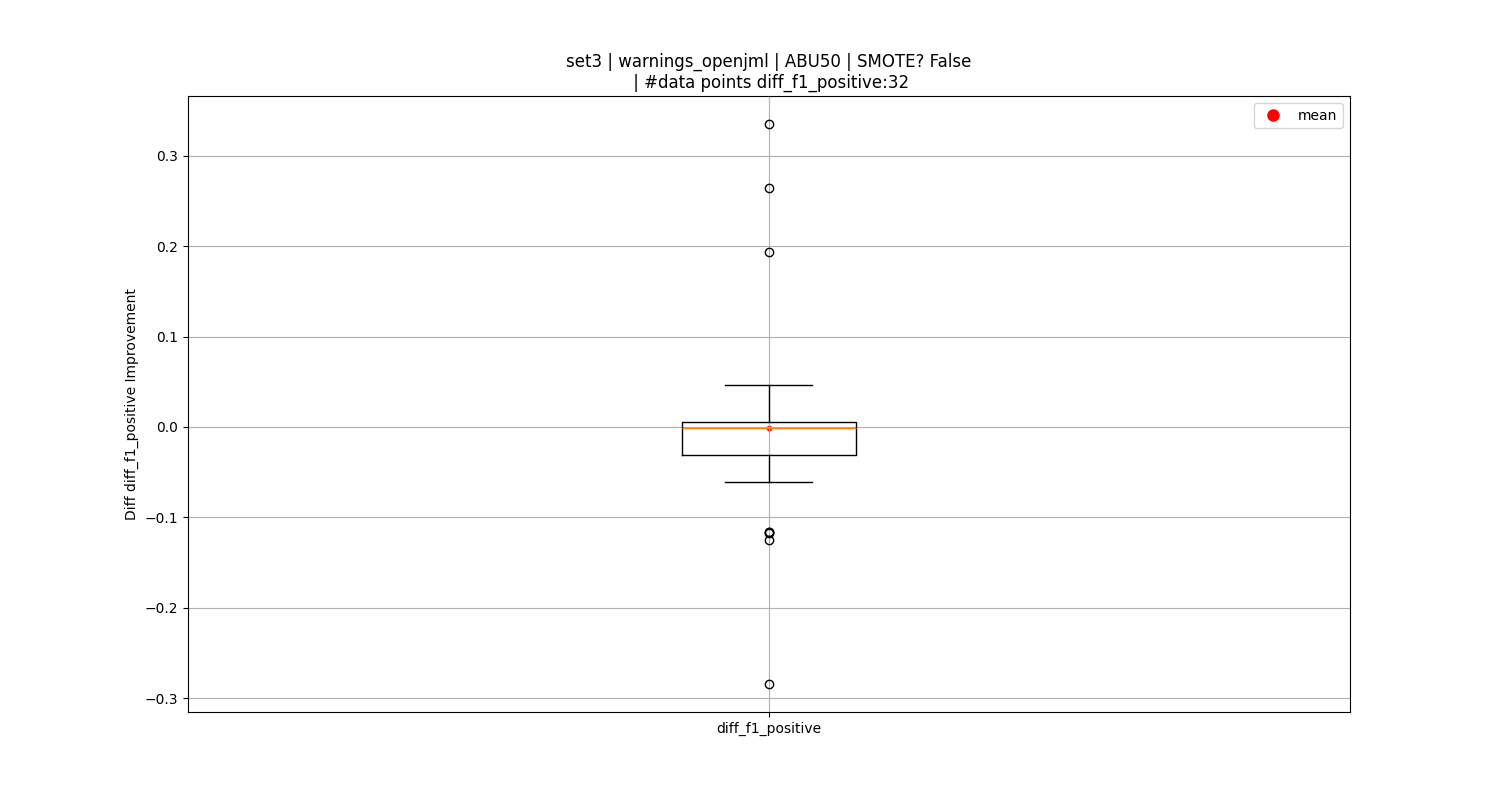 set3 | warnings_openjml | ABU50 | SMOTE? False
| #data points diff_f1_positive:32
mean
0.3
0.2
0.1
0.0
−0.1
−0.2
−0.3
Diff diff_f1_positive Improvement
diff_f1_positive